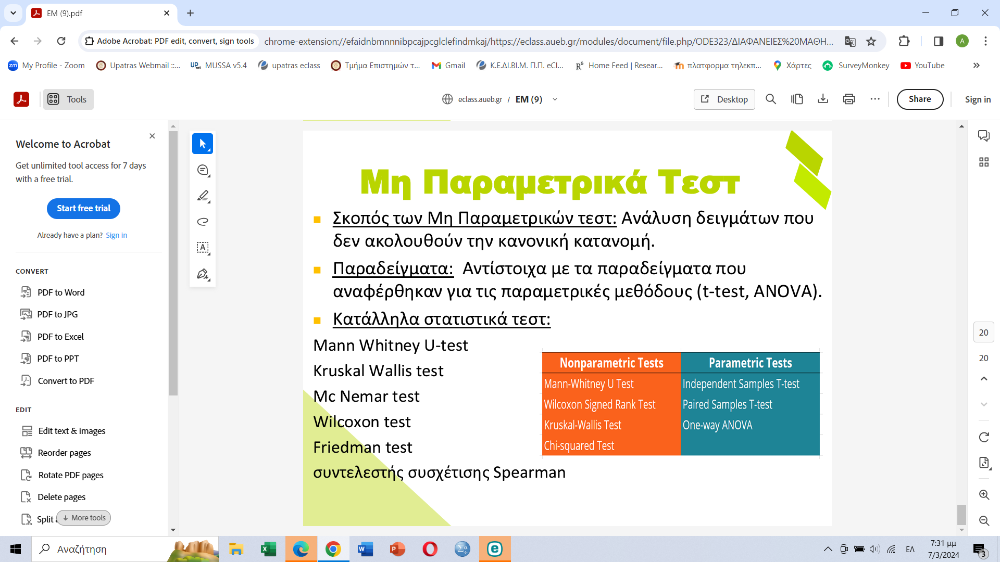 EM (9).pdf
Adobe Acrobat: PDF edit, convert, sign tools
chrome-extension://efaidnbmnnnibpcajpcglclefindmkaj/https://eclass.aueb.gr/modules/document/file.php/ODE323/ΔΙΑΦΑΝΕΙΕΣ%20ΜΑΘΗ...
A
My Profile - Zoom
Upatras Webmail ::...
MUSSA v5.4
upatras eclass
Τμήμα Επιστημών τ...
Gmail
Κ.Ε.ΔΙ.ΒΙ.Μ. Π.Π. eCl...
Home Feed | Resear...
πλατφορμα τηλεκπ...
Χάρτες
SurveyMonkey
YouTube
Tools
eclass.aueb.gr / EM (9)
Desktop
Share
Sign in
Welcome to Acrobat
Get unlimited tool access for 7 days
with a free trial.
Start free trial
Already have a plan? Sign in
CONVERT
PDF to Word
PDF to JPG
PDF to Excel
PDF to PPT
Convert to PDF
EDIT
Edit text & images
Reorder pages
Rotate PDF pages
Delete pages
Split
More tools
Μη Παραμετρικά Τεστ
Σκοπός των Μη Παραμετρικών τεστ: Ανάλυση δειγμάτων που
δεν ακολουθούν την κανονική κατανομή.
Παραδείγματα: Αντίστοιχα με τα παραδείγματα που
αναφέρθηκαν για τις παραμετρικές μεθόδους (t-test, ANOVA).
Κατάλληλα στατιστικά τεστ:
Mann Whitney U-test
Kruskal Wallis test
Mc Nemar test
Wilcoxon test
Friedman test
συντελεστής συσχέτισης Spearman
Nonparametric Tests Parametric Tests
Mann-Whitney U Test Independent Samples T-test
Wilcoxon Signed Rank Test Paired Samples T-test
Kruskal-Wallis Test One-way ANOVA
Chi-squared Test
20
20
Αναζήτηση
ΕΛ
7:31 μμ
7/3/2024
3